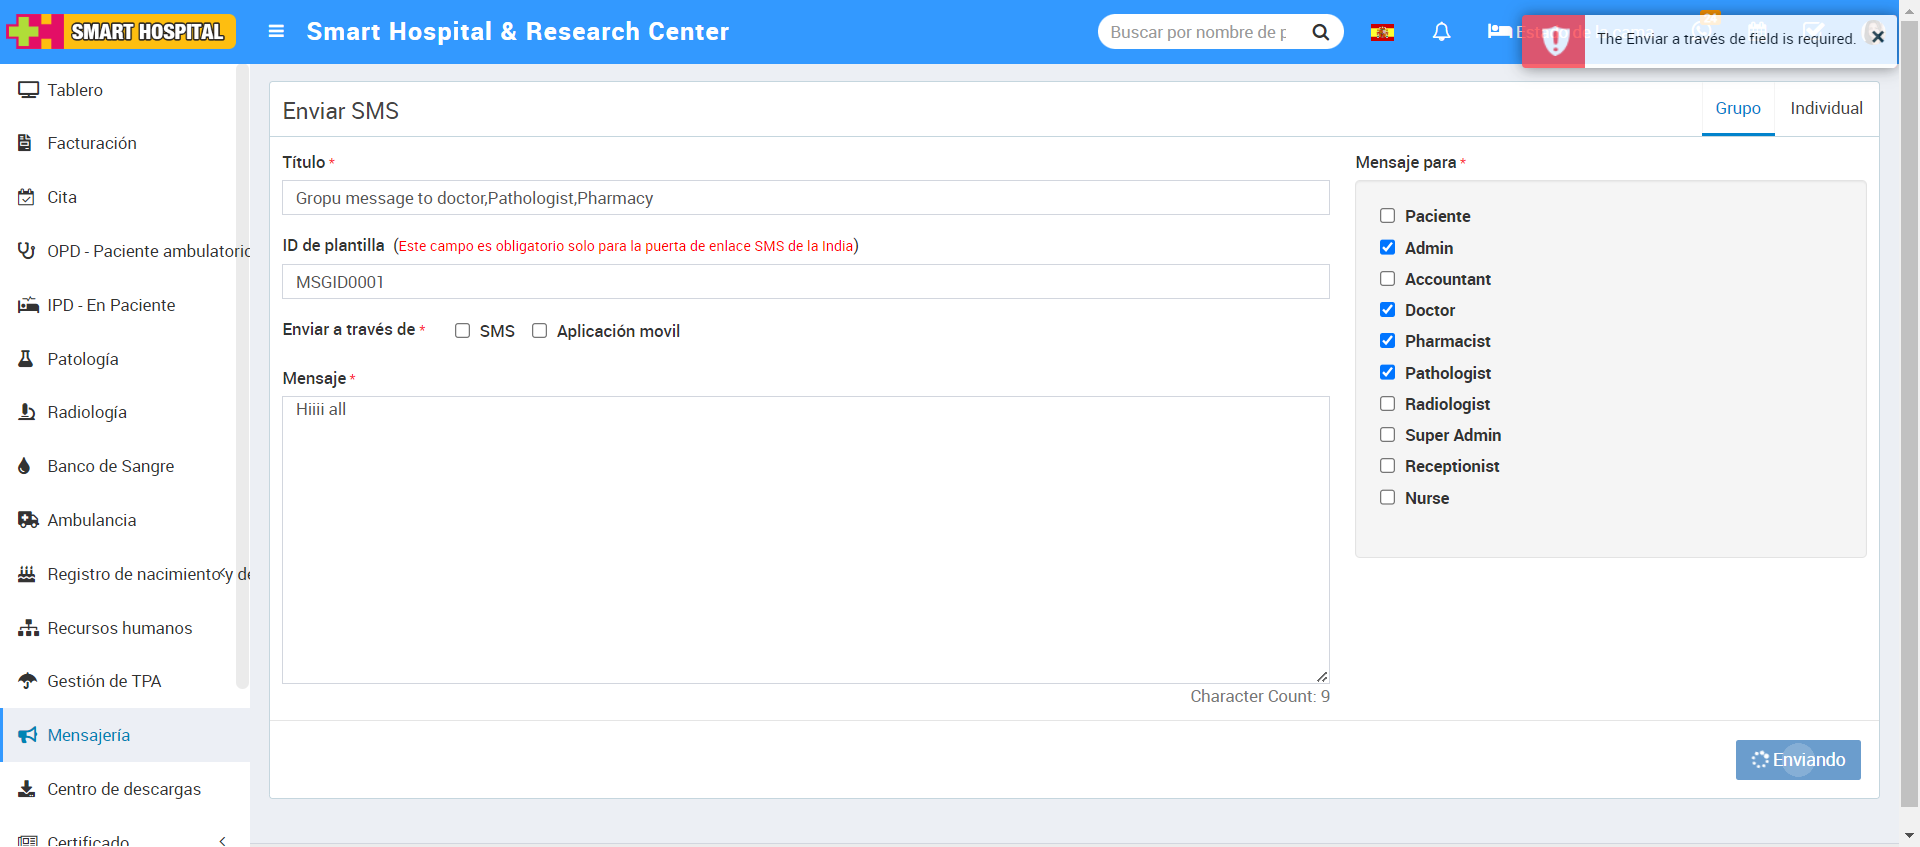 SMART HOSPITAL
Smart Hospital & Research Center
Buscar por nombre de p
24
The Enviar a través de field is required.
Tablero
Facturación
Cita
OPD - Paciente ambulatorio
IPD - En Paciente
Patología
Radiología
Banco de Sangre
Ambulancia
Registro de nacimiento y de
Recursos humanos
Gestión de TPA
Mensajería
Centro de descargas
Certificado
Enviar SMS
Grupo
Individual
Título *
Gropu message to doctor,Pathologist,Pharmacy
ID de plantilla (Este campo es obligatorio solo para la puerta de enlace SMS de la India)
MSGID0001
Enviar a través de * SMS Aplicación movil
Mensaje *
Hiiii all
Character Count: 9
Mensaje para *
Paciente
Admin
Accountant
Doctor
Pharmacist
Pathologist
Radiologist
Super Admin
Receptionist
Nurse
Enviando